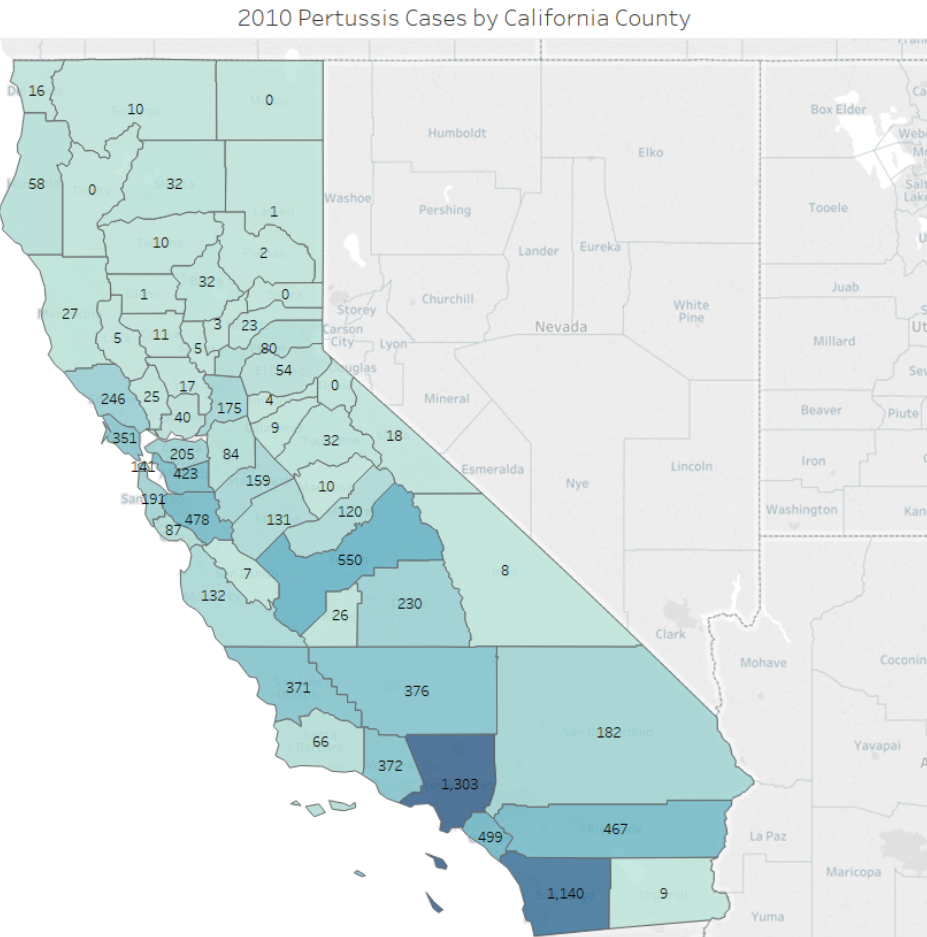 2010 Pertussis Cases by California County
16
10
0
Box Elder
Humboldt
Elko
58
0
32
Washoe
Pershing
Tooele
1
10
2
Lander
Eureka
32
1
0
Juab
27
Churchill
White
Pine
Storey
3
23
Carson
City
Nevada
5
11
5
80
Lyon
Millard
54
17
0
246
25
4
Mineral
175
Beaver
Piute
40
9
351
32
18
205
84
141
423
159
10
Esmeralda
Nye
Lincoln
Iron
191
478
131
120
Washington
87
550
7
8
132
26
230
Clark
Mohave
371
376
182
66
Yavapai
372
1,303
499
467
La Paz
Maricopa
1,140
9
Yuma